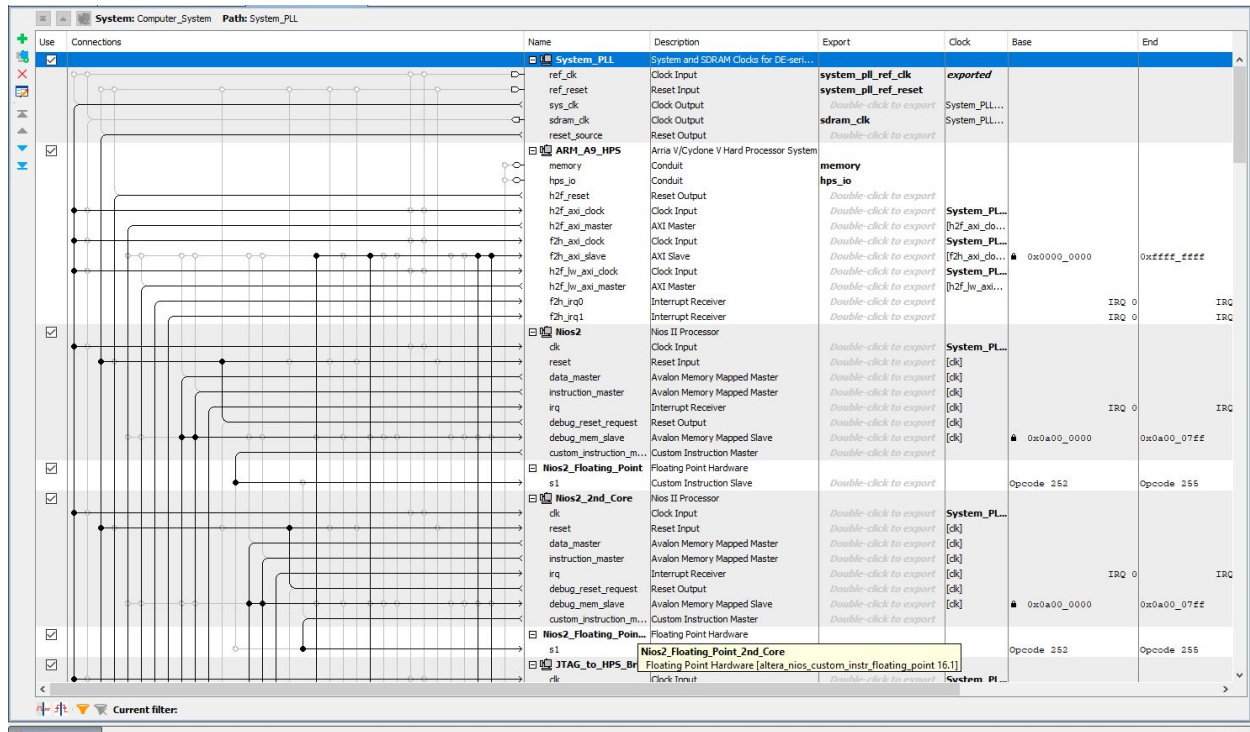 System: Computer_System Path: System_PLL
Use Connections Name Description Export Clock Base End
System_PLL System and SDRAM Clocks for DE-seri...
ref_clk Clock Input system_pll_ref_clk exported
ref_reset Reset Input system_pll_ref_reset
sys_clk Clock Output Double-click to export System_PLL...
sdram_clk Clock Output sdram_clk System_PLL...
reset_source Reset Output Double-click to export
ARM_A9_HPS Arria V/Cyclone V Hard Processor System
memory Conduit memory
hps_io Conduit hps_io
h2f_reset Reset Output Double-click to export
h2f_axi_clock Clock Input Double-click to export System_PL...
h2f_axi_master AXI Master Double-click to export [h2f_axi_clo...
f2h_axi_clock Clock Input Double-click to export System_PL...
f2h_axi_slave AXI Slave Double-click to export [f2h_axi_clo... 0x0000_0000 0xffff_ffff
h2f_lw_axi_clock Clock Input Double-click to export System_PL...
h2f_lw_axi_master AXI Master Double-click to export [h2f_lw_axi...
f2h_irq0 Interrupt Receiver Double-click to export IRQ 0 IRQ
f2h_irq1 Interrupt Receiver Double-click to export IRQ 0 IRQ
Nios2 Nios II Processor
clk Clock Input Double-click to export System_PL...
reset Reset Input Double-click to export [clk]
data_master Avalon Memory Mapped Master Double-click to export [clk]
instruction_master Avalon Memory Mapped Master Double-click to export [clk]
irq Interrupt Receiver Double-click to export [clk] IRQ 0 IRQ
debug_reset_request Reset Output Double-click to export [clk]
debug_mem_slave Avalon Memory Mapped Slave Double-click to export [clk] 0x0a00_0000 0x0a00_07ff
custom_instruction_m... Custom Instruction Master Double-click to export
Nios2_Floating_Point Floating Point Hardware
s1 Custom Instruction Slave Double-click to export Opcode 252 Opcode 255
Nios2_2nd_Core Nios II Processor
clk Clock Input Double-click to export System_PL...
reset Reset Input Double-click to export [clk]
data_master Avalon Memory Mapped Master Double-click to export [clk]
instruction_master Avalon Memory Mapped Master Double-click to export [clk]
irq Interrupt Receiver Double-click to export [clk] IRQ 0 IRQ
debug_reset_request Reset Output Double-click to export [clk]
debug_mem_slave Avalon Memory Mapped Slave Double-click to export [clk] 0x0a00_0000 0x0a00_07ff
custom_instruction_m... Custom Instruction Master Double-click to export
Nios2_Floating_Poin... Floating Point Hardware
s1 Opcode 252 Opcode 255
Nios2_Floating_Point_2nd_Core
JTAG_to_HPS_Br
Floating Point Hardware [altera_nios_custom_instr_floating_point 16.1]
clk Clock Input Double-click to export System_PL...
Current filter: